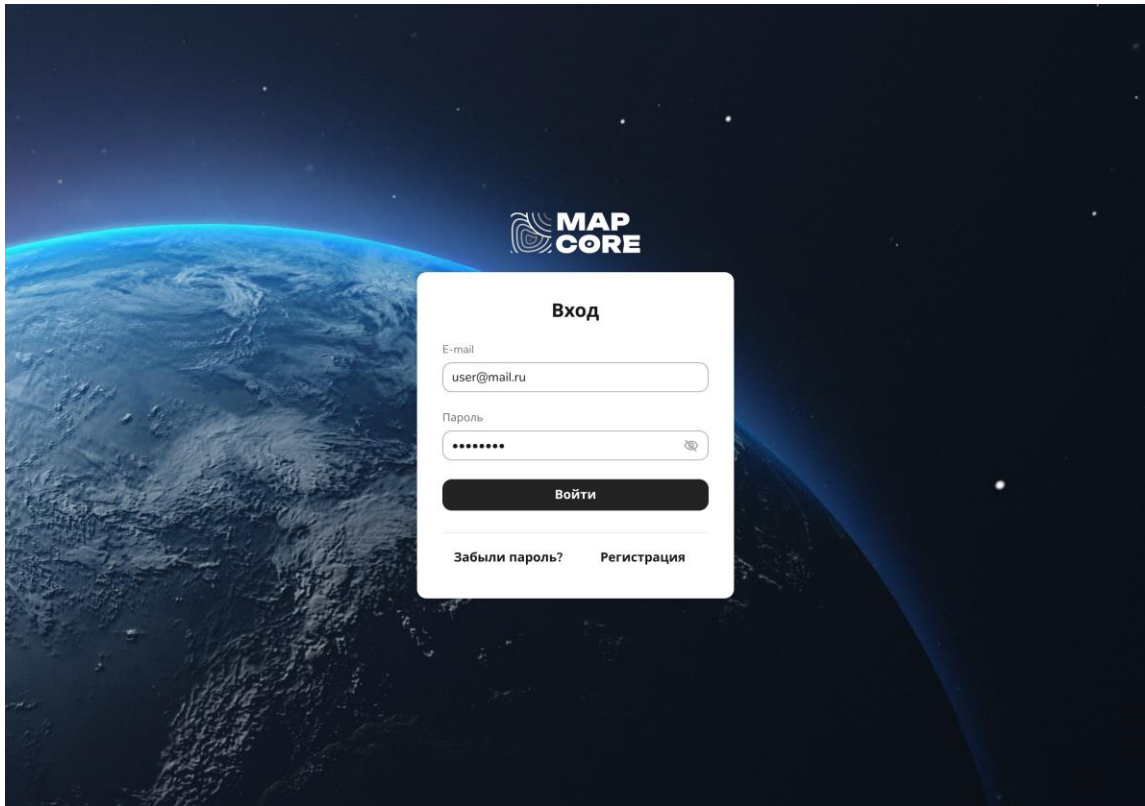 MAP
CORE
Вход
E-mail
user@mail.ru
Пароль
••••••••
Войти
Забыли пароль? Регистрация